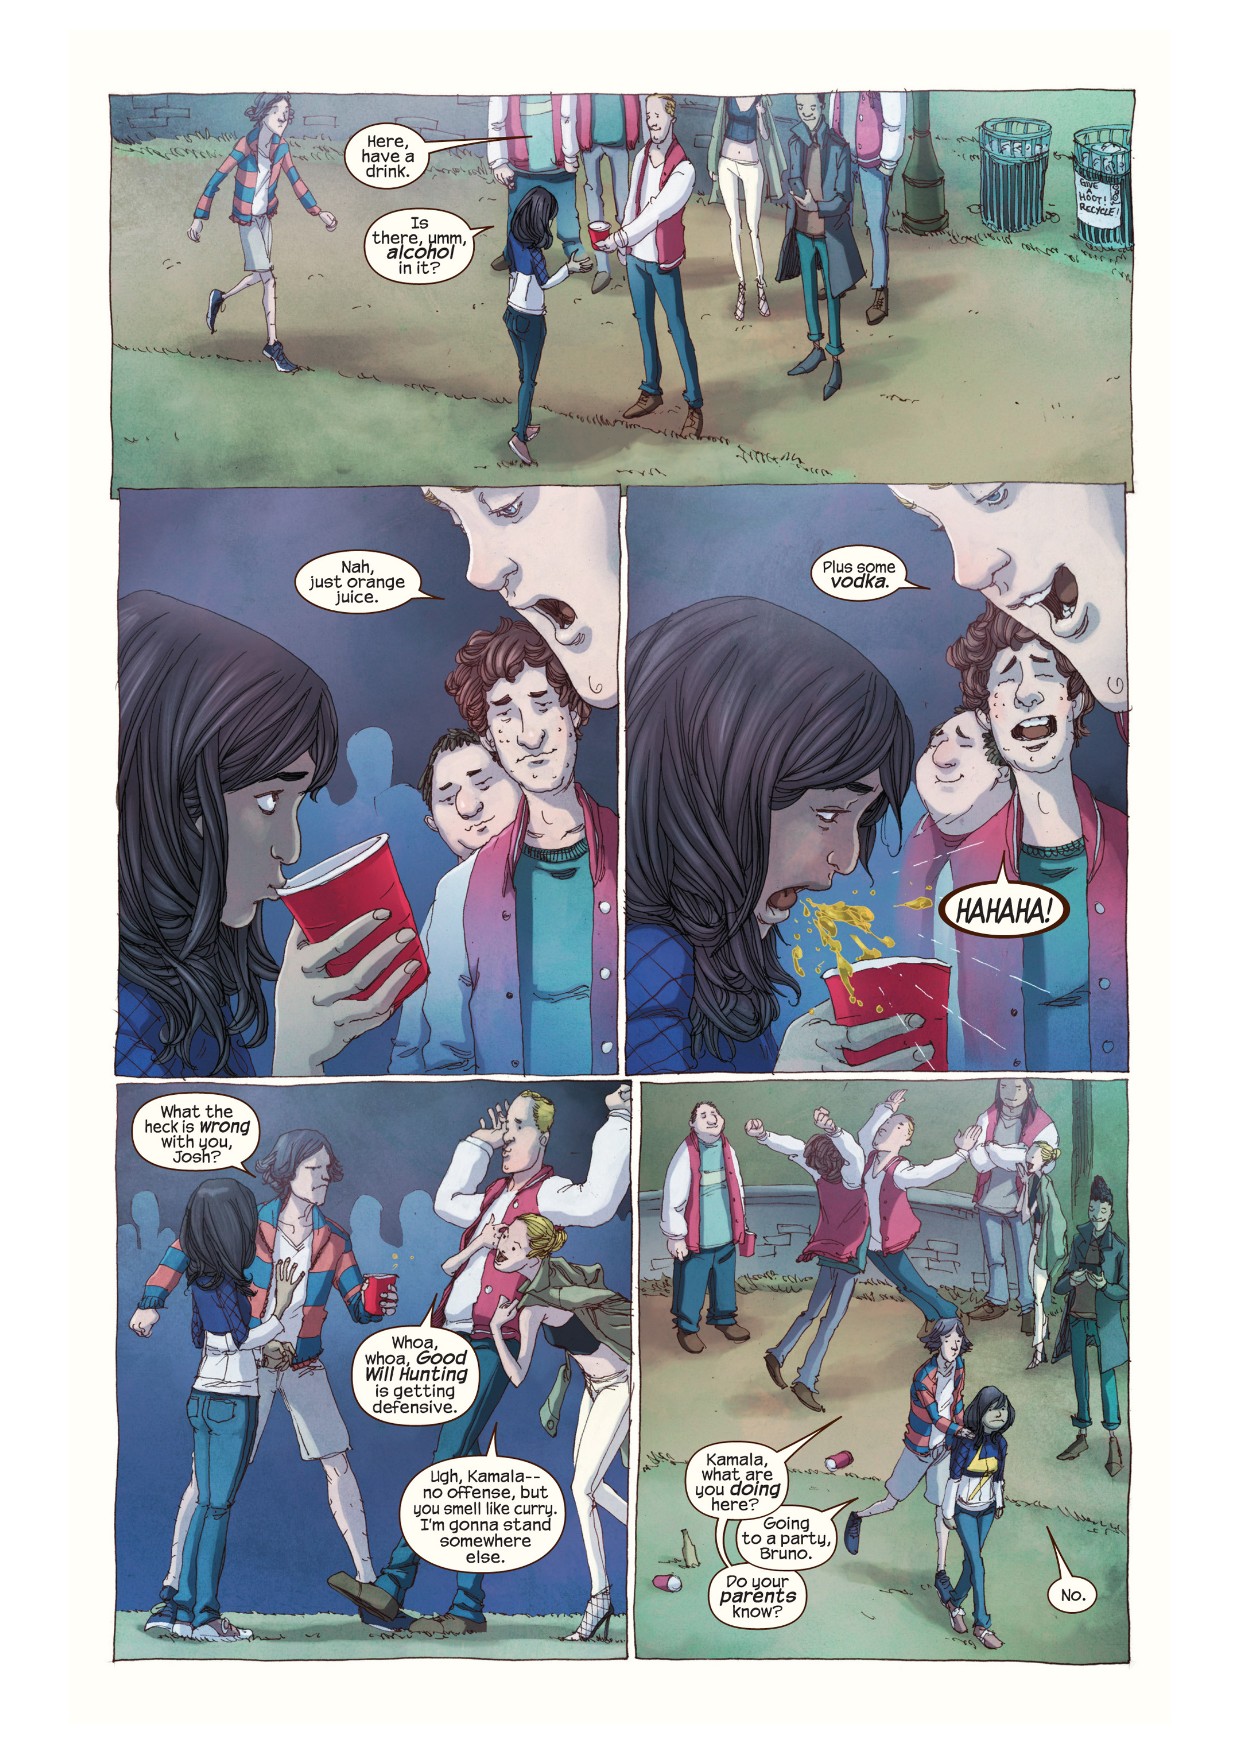 Here,
have a
drink.
Is
there, umm,
alcohol
in it?
GIVE
A
HOOT!
RECYCLE!
Nah,
just orange
juice.
Plus some
vodka.
HAHAHA!
What the
heck is wrong
with you,
Josh?
Whoa,
whoa, Good
Will Hunting
is getting
defensive.
Ugh, Kamala--
no offense, but
you smell like curry.
I'm gonna stand
somewhere
else.
Kamala,
what are
you doing
here?
Going
to a party,
Bruno.
Do your
parents
know?
No.